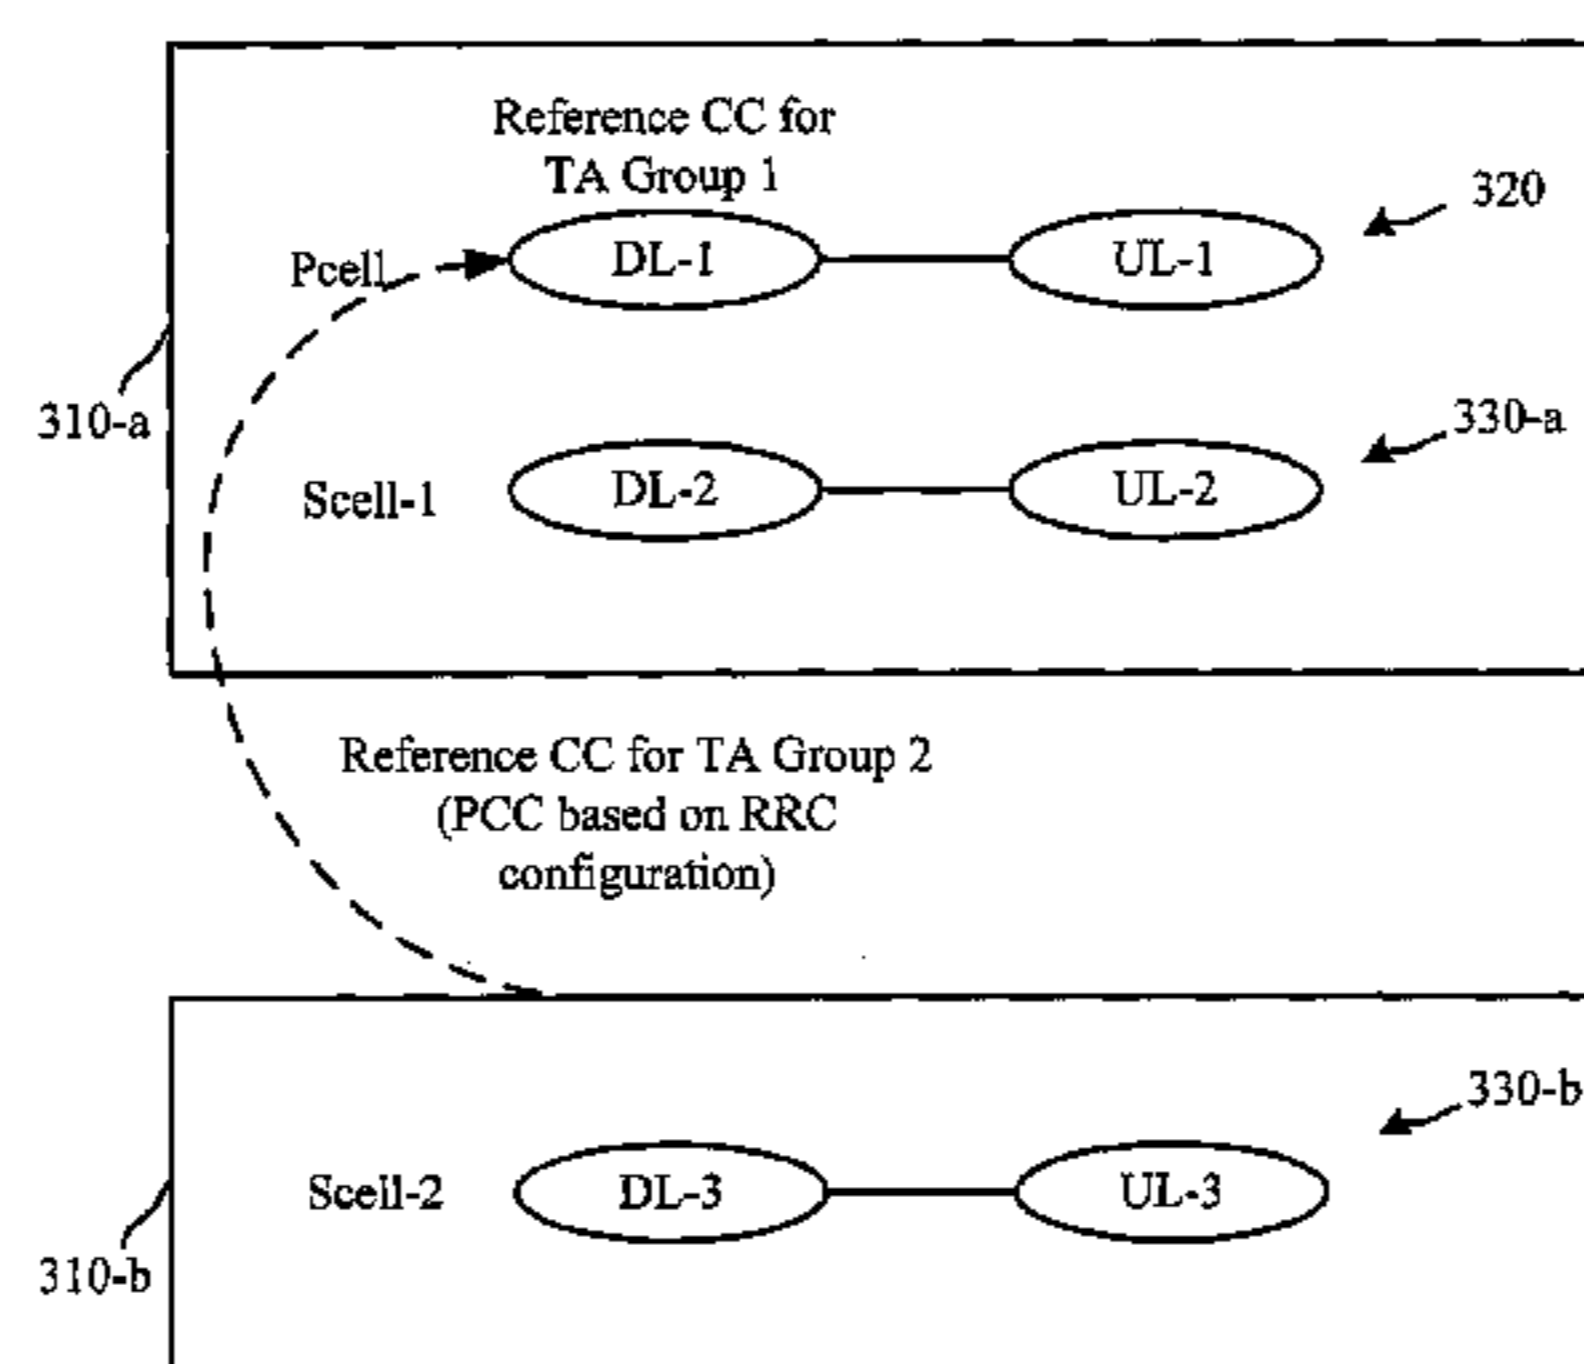 Reference CC for
TA Group 1
320
Pcell
DL-1
UL-1
310-a
330-a
Scell-1
DL-2
UL-2
Reference CC for TA Group 2
(PCC based on RRC
configuration)
330-b
Scell-2
DL-3
UL-3
310-b